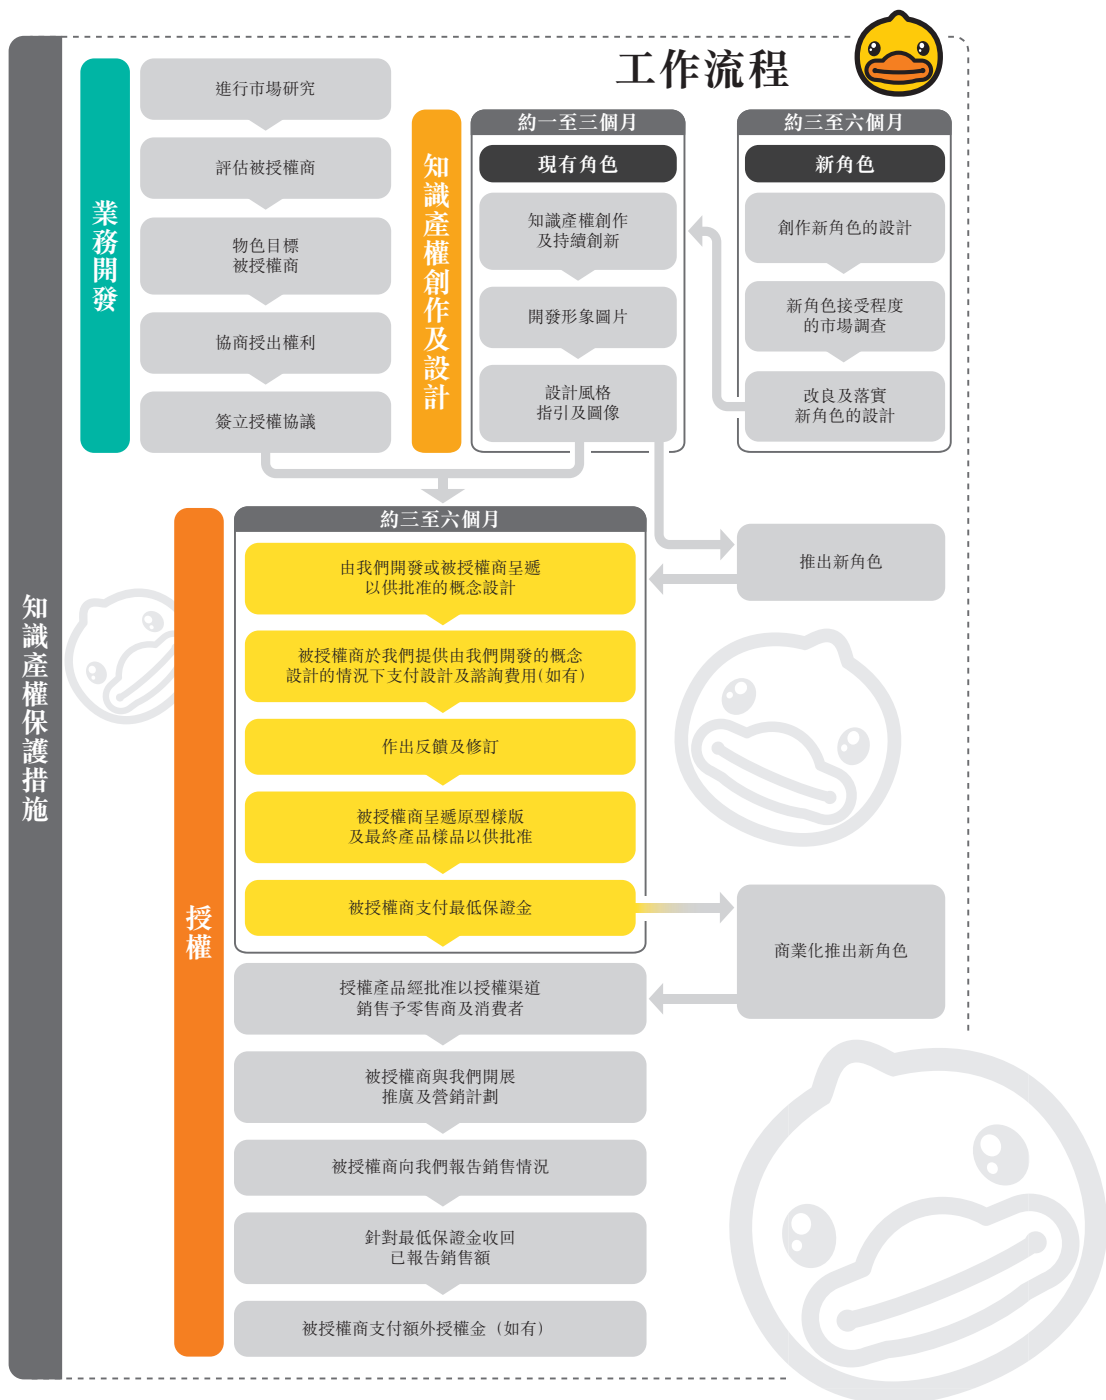 工作流程
知識產權保護措施
業務開發
進行市場研究
評估被授權商
物色目標
被授權商
協商授出權利
簽立授權協議
知識產權創作及設計
約一至三個月
現有角色
知識產權創作
及持續創新
開發形象圖片
設計風格
指引及圖像
約三至六個月
新角色
創作新角色的設計
新角色接受程度
的市場調查
改良及落實
新角色的設計
授權
約三至六個月
由我們開發或被授權商呈遞
以供批准的概念設計
被授權商於我們提供由我們開發的概念
設計的情況下支付設計及諮詢費用(如有)
作出反饋及修訂
被授權商呈遞原型樣版
及最終產品樣品以供批准
被授權商支付最低保證金
推出新角色
商業化推出新角色
授權產品經批准以授權渠道
銷售予零售商及消費者
被授權商與我們開展
推廣及營銷計劃
被授權商向我們報告銷售情況
針對最低保證金收回
已報告銷售額
被授權商支付額外授權金（如有）